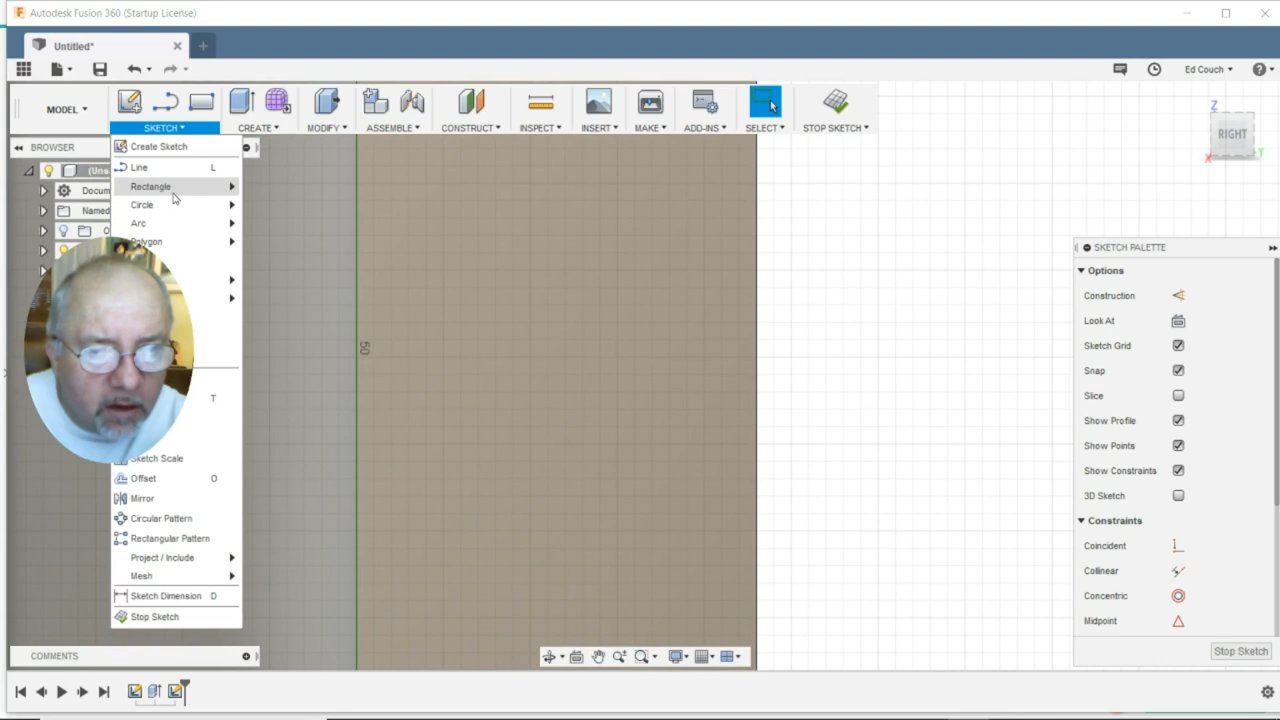 Autodesk Fusion 360 (Startup License)
Untitled*
Ed Couch
MODEL
SKETCH
CREATE
MODIFY
ASSEMBLE
CONSTRUCT
INSPECT
INSERT
MAKE
ADD-INS
SELECT
STOP SKETCH
BROWSER
(Uns
Docum
Named
O
Create Sketch
Line L
Rectangle
Circle
Arc
Polygon
T
Sketch Scale
Offset O
Mirror
Circular Pattern
Rectangular Pattern
Project / Include
Mesh
Sketch Dimension D
Stop Sketch
50
Z
RIGHT
X
Y
SKETCH PALETTE
Options
Construction
Look At
Sketch Grid
Snap
Slice
Show Profile
Show Points
Show Constraints
3D Sketch
Constraints
Coincident
Collinear
Concentric
Midpoint
Stop Sketch
COMMENTS